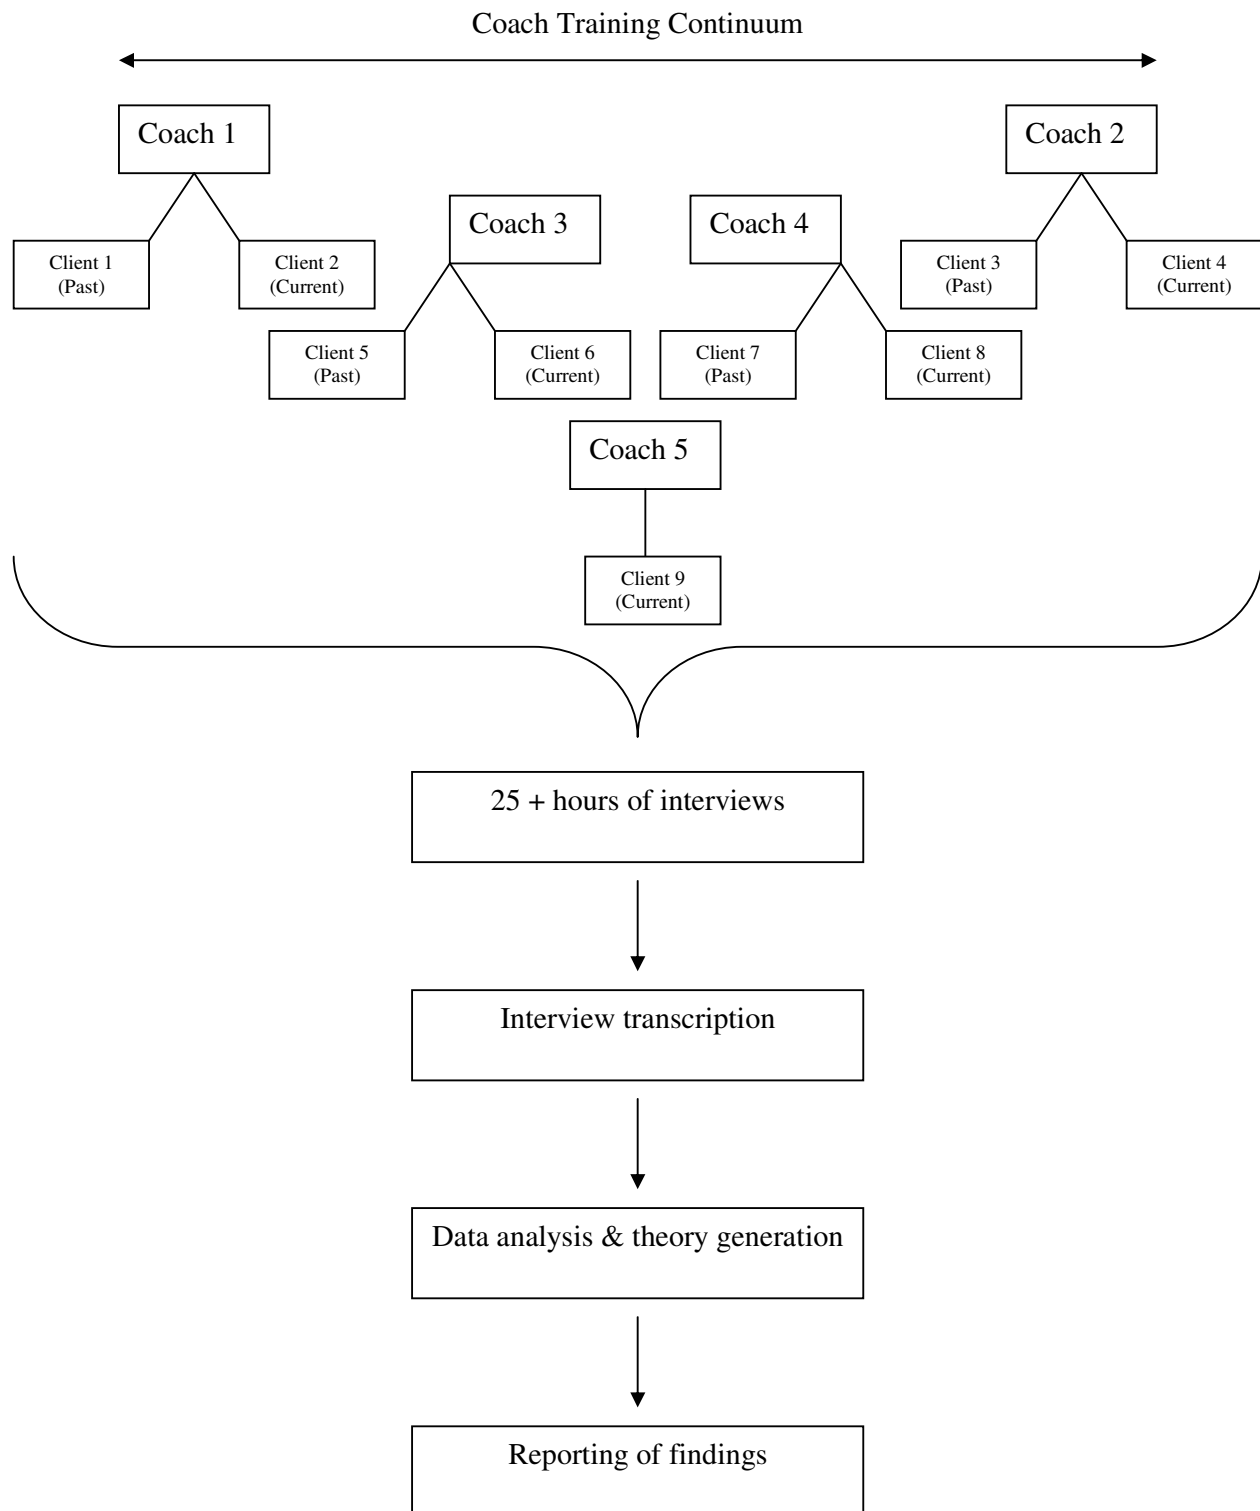 Coach Training Continuum
Coach 1
Coach 2
Coach 3
Coach 4
Client 1
(Past)
Client 2
(Current)
Client 3
(Past)
Client 4
(Current)
Client 5
(Past)
Client 6
(Current)
Client 7
(Past)
Client 8
(Current)
Coach 5
Client 9
(Current)
25 + hours of interviews
Interview transcription
Data analysis & theory generation
Reporting of findings